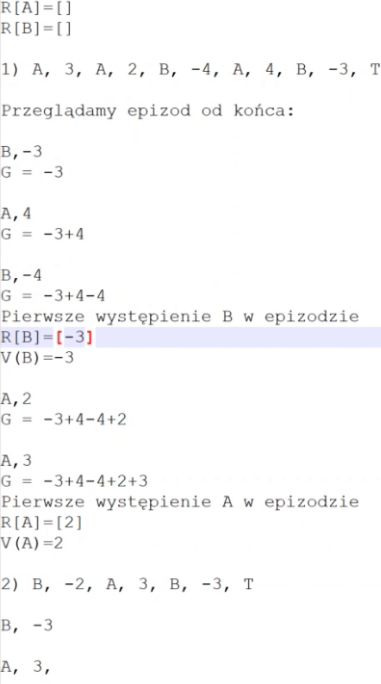 R[A]=[]
R[B]=[]
1) A, 3, A, 2, B, -4, A, 4, B, -3, T
Przeglądamy epizod od końca:
B,-3
G = -3
A,4
G = -3+4
B,-4
G = -3+4-4
Pierwsze występienie B w epizodzie
R[B]=[-3]
V(B)=-3
A,2
G = -3+4-4+2
A,3
G = -3+4-4+2+3
Pierwsze występienie A w epizodzie
R[A]=[2]
V(A)=2
2) B, -2, A, 3, B, -3, T
B, -3
A, 3,